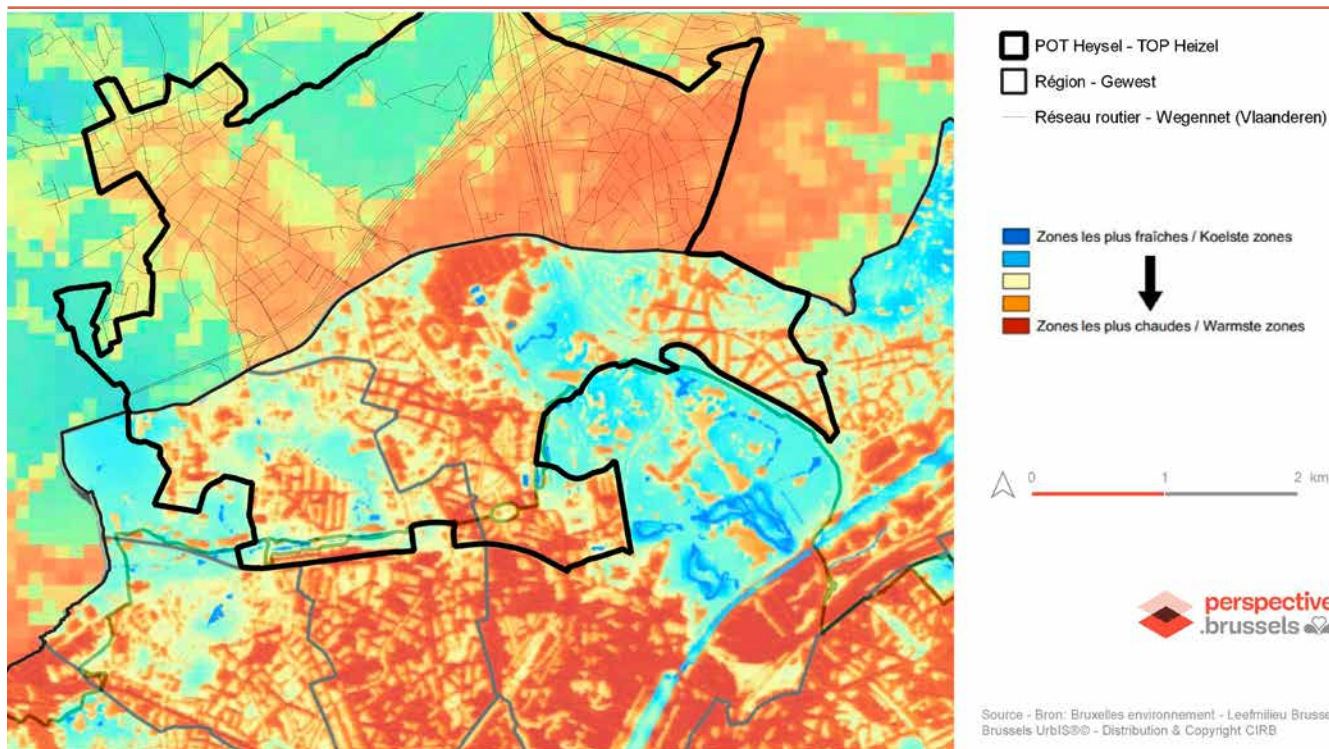 POT Heysel - TOP Heizel
Région - Gewest
Réseau routier - Wegennet (Vlaanderen)
Zones les plus fraîches / Koelste zones
Zones les plus chaudes / Warmste zones
0 1 2 km
perspective
.brussels
Source - Bron: Bruxelles environnement - Leefmilieu Brusse
Brussels UrbIS®© - Distribution & Copyright CIRB